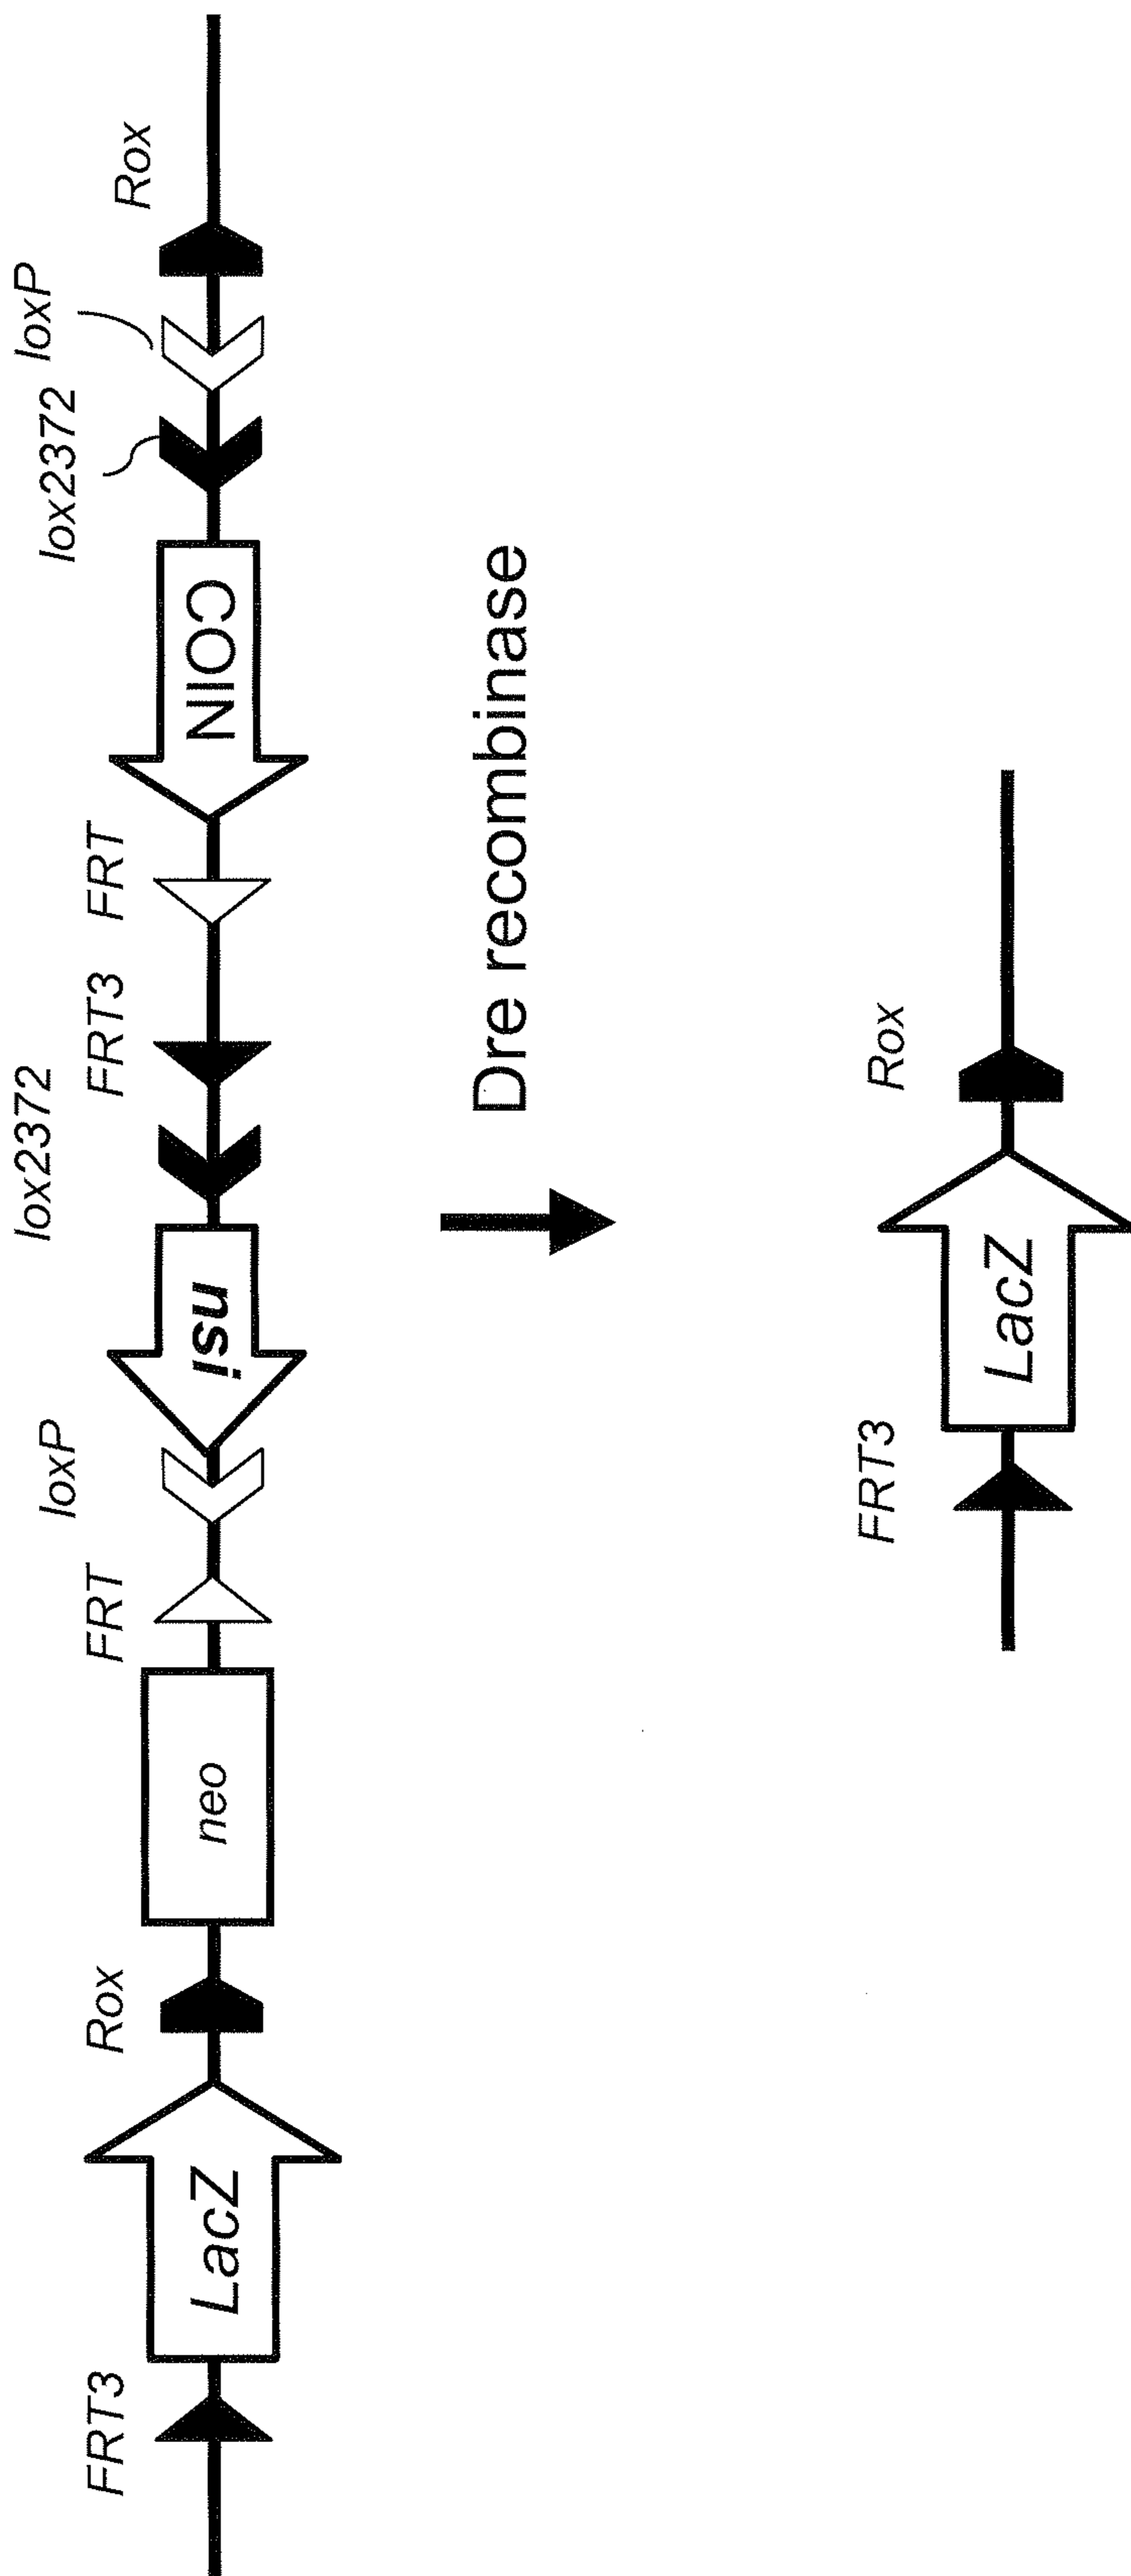 FRT3
LacZ
Rox
neo
FRT
loxP
nsi
lox2372
FRT3
FRT
COIN
lox2372
loxP
Rox
Dre recombinase
FRT3
LacZ
Rox